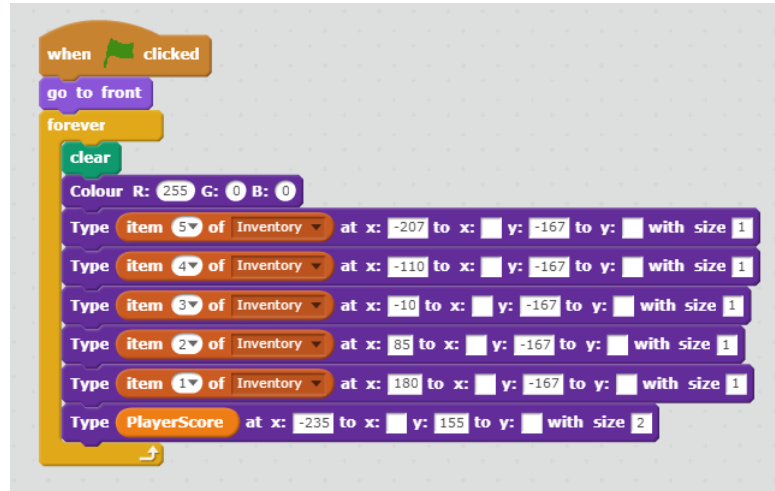 when clicked
go to front
forever
clear
Colour R: 255 G: 0 B: 0
Type item 5 of Inventory at x: -207 to x: y: -167 to y: with size 1
Type item 4 of Inventory at x: -110 to x: y: -167 to y: with size 1
Type item 3 of Inventory at x: -10 to x: y: -167 to y: with size 1
Type item 2 of Inventory at x: 85 to x: y: -167 to y: with size 1
Type item 1 of Inventory at x: 180 to x: y: -167 to y: with size 1
Type PlayerScore at x: -235 to x: y: 155 to y: with size 2